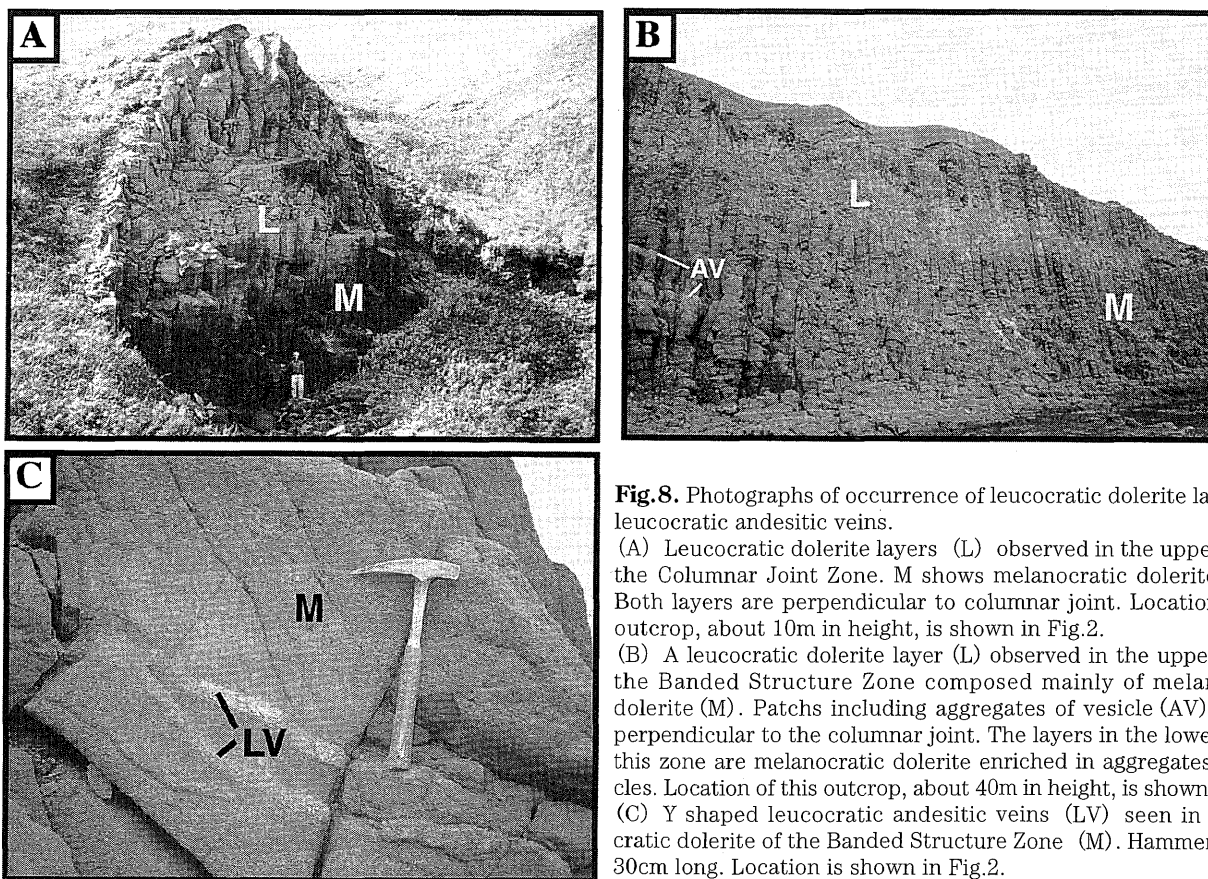 A
L
M
B
L
AV
M
C
M
LV
Fig.8. Photographs of occurrence of leucocratic dolerite la
leucocratic andesitic veins.
(A) Leucocratic dolerite layers (L) observed in the uppe
the Columnar Joint Zone. M shows melanocratic dolerite
Both layers are perpendicular to columnar joint. Location
outcrop, about 10m in height, is shown in Fig.2.
(B) A leucocratic dolerite layer (L) observed in the uppe
the Banded Structure Zone composed mainly of melan
dolerite (M). Patchs including aggregates of vesicle (AV)
perpendicular to the columnar joint. The layers in the lowe
this zone are melanocratic dolerite enriched in aggregates
cles. Location of this outcrop, about 40m in height, is shown
(C) Y shaped leucocratic andesitic veins (LV) seen in
cratic dolerite of the Banded Structure Zone (M). Hammer
30cm long. Location is shown in Fig.2.